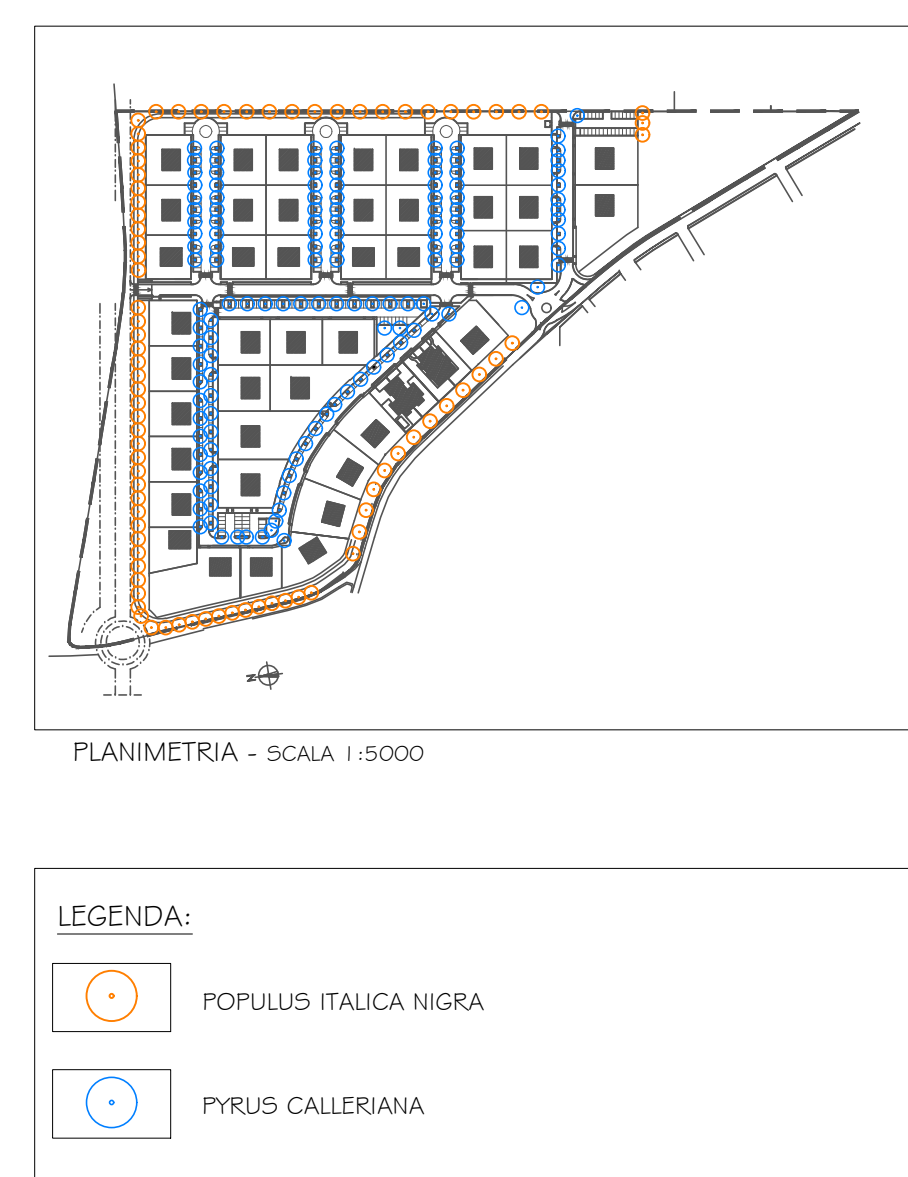 N
PLANIMETRIA - SCALA 1:5000
LEGENDA:
POPULUS ITALICA NIGRA
PYRUS CALLERIANA